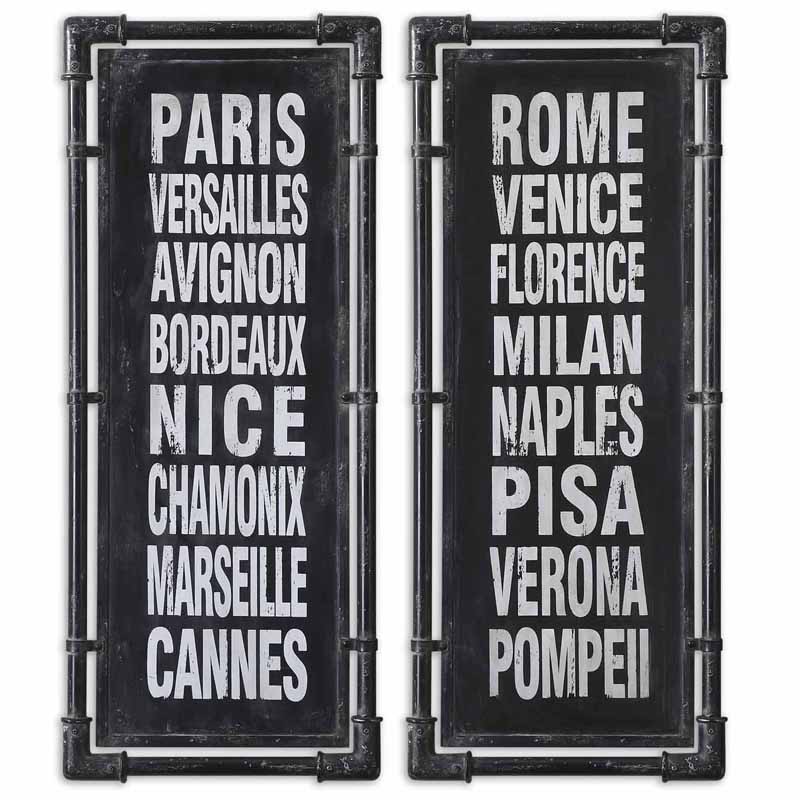 PARIS
VERSAILLES
AVIGNON
BORDEAUX
NICE
CHAMONIX
MARSEILLE
CANNES
ROME
VENICE
FLORENCE
MILAN
NAPLES
PISA
VERONA
POMPEII